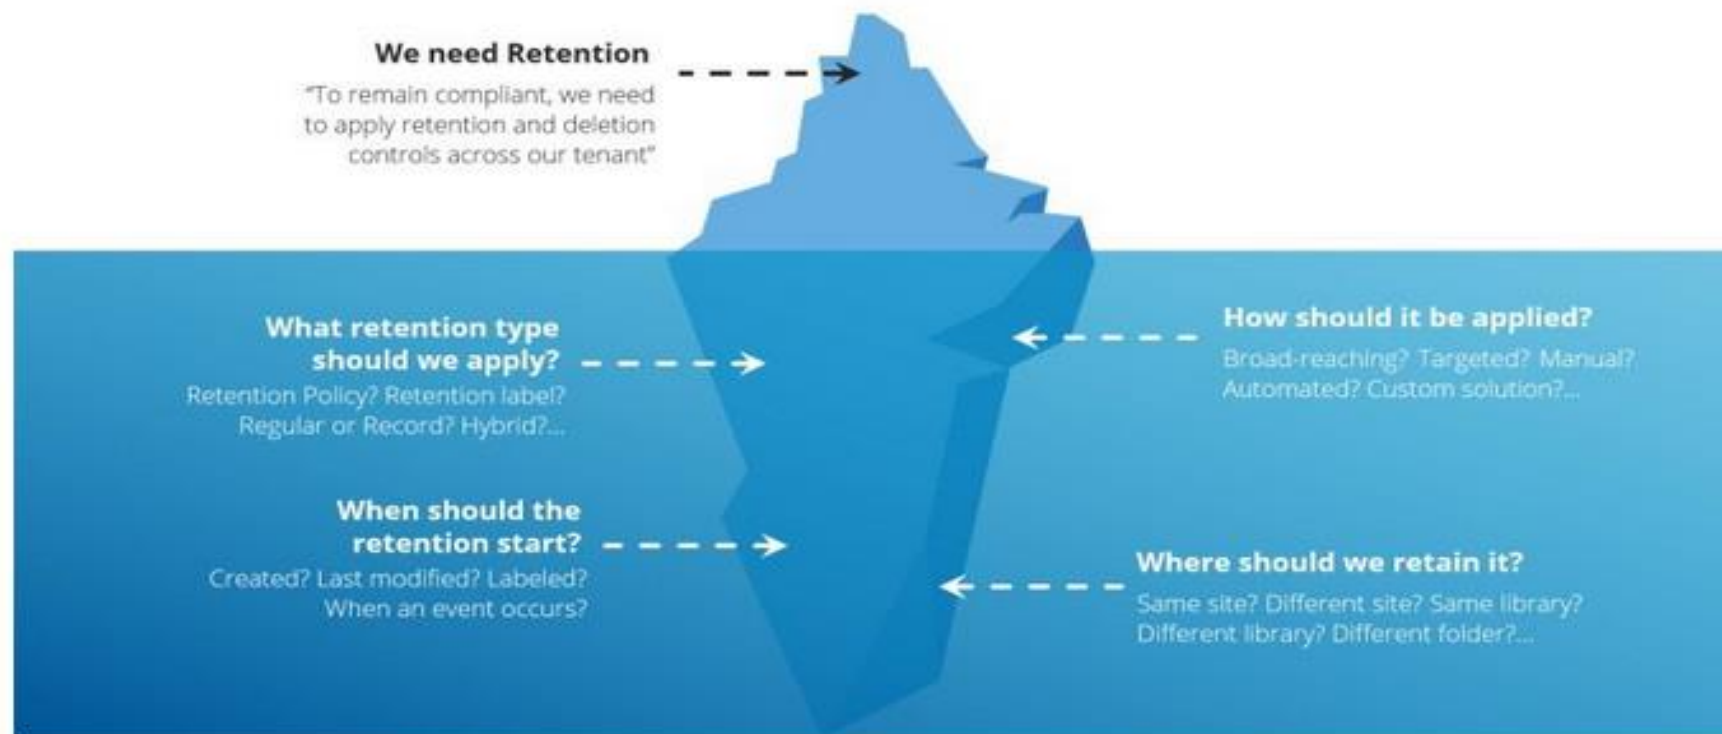 We need Retention
"To remain compliant, we need
to apply retention and deletion
controls across our tenant"
What retention type
should we apply?
Retention Policy? Retention label?
Regular or Record? Hybrid?...
How should it be applied?
Broad-reaching? Targeted? Manual?
Automated? Custom solution?...
When should the
retention start?
Created? Last modified? Labeled?
When an event occurs?
Where should we retain it?
Same site? Different site? Same library?
Different library? Different folder?...